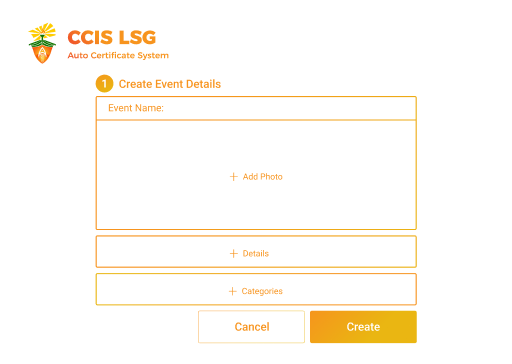 CCIS LSG
Auto Certificate System
1 Create Event Details
Event Name:
+ Add Photo
+ Details
+ Categories
Cancel Create